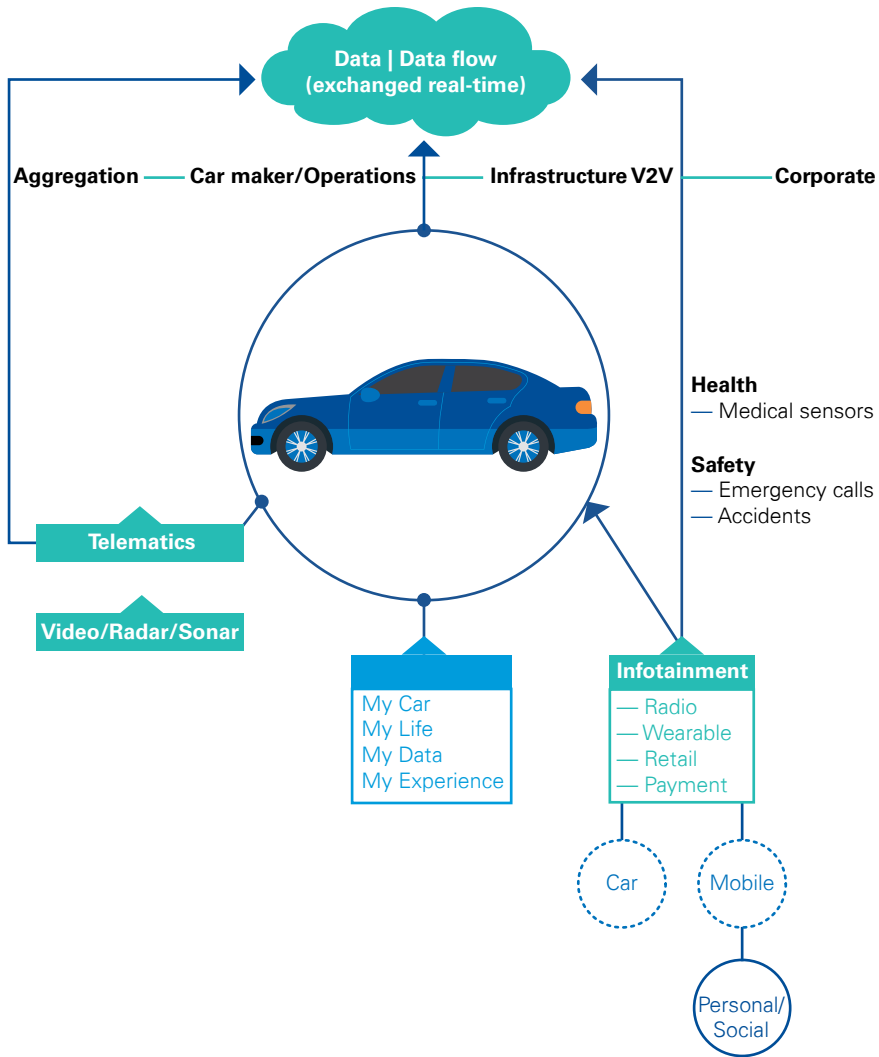 Data | Data flow
(exchanged real-time)
Aggregation — Car maker/Operations — Infrastructure V2V — Corporate
Health
— Medical sensors
Safety
— Emergency calls
— Accidents
Telematics
Video/Radar/Sonar
My Car
My Life
My Data
My Experience
Infotainment
— Radio
— Wearable
— Retail
— Payment
Car
Mobile
Personal/
Social